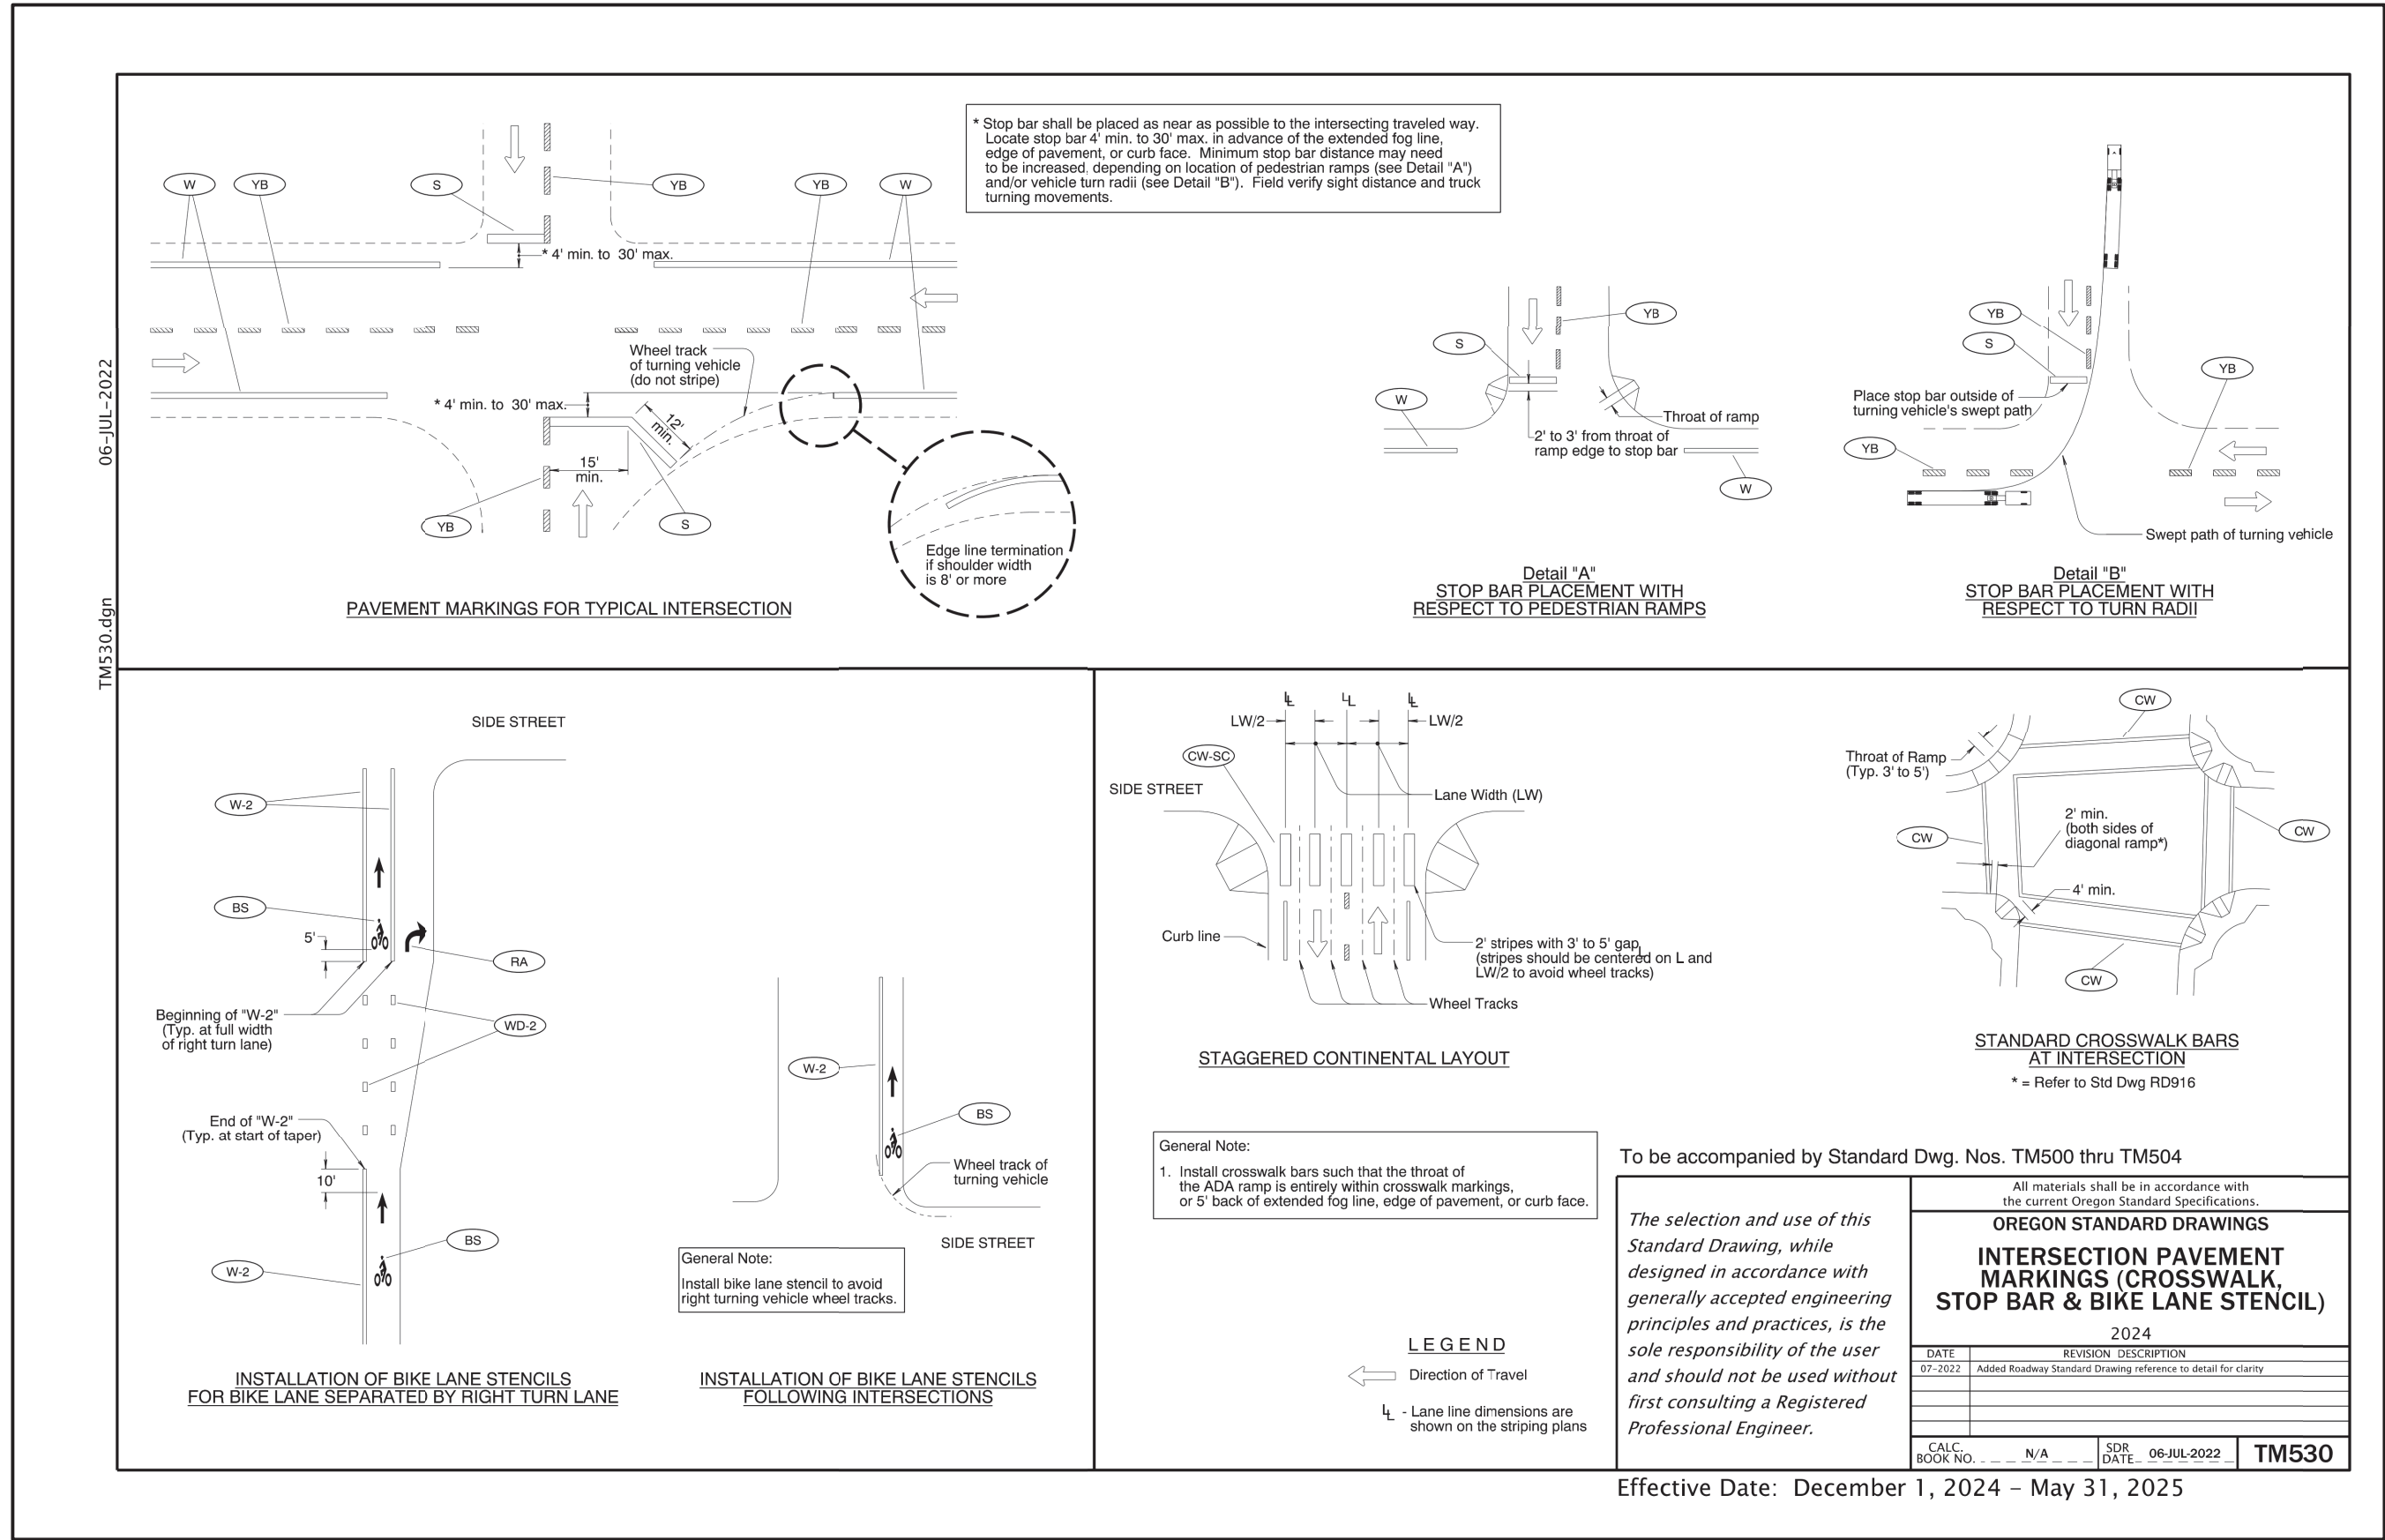 06-JUL-2022
TM530.dgn
* Stop bar shall be placed as near as possible to the intersecting traveled way.
Locate stop bar 4' min. to 30' max. in advance of the extended fog line,
edge of pavement, or curb face. Minimum stop bar distance may need
to be increased, depending on location of pedestrian ramps (see Detail "A")
and/or vehicle turn radii (see Detail "B"). Field verify sight distance and truck
turning movements.
W
YB
S
YB
YB
W
* 4' min. to 30' max.
Wheel track
of turning vehicle
(do not stripe)
* 4' min. to 30' max.
12'
min.
15'
min.
YB
S
Edge line termination
if shoulder width
is 8' or more
PAVEMENT MARKINGS FOR TYPICAL INTERSECTION
YB
S
W
Throat of ramp
2' to 3' from throat of
ramp edge to stop bar
W
Detail "A"
STOP BAR PLACEMENT WITH
RESPECT TO PEDESTRIAN RAMPS
YB
S
YB
Place stop bar outside of
turning vehicle's swept path
YB
Swept path of turning vehicle
Detail "B"
STOP BAR PLACEMENT WITH
RESPECT TO TURN RADII
SIDE STREET
W-2
BS
5'
RA
Beginning of "W-2"
(Typ. at full width
of right turn lane)
WD-2
End of "W-2"
(Typ. at start of taper)
10'
BS
W-2
INSTALLATION OF BIKE LANE STENCILS
FOR BIKE LANE SEPARATED BY RIGHT TURN LANE
W-2
BS
Wheel track of
turning vehicle
SIDE STREET
General Note:
Install bike lane stencil to avoid
right turning vehicle wheel tracks.
INSTALLATION OF BIKE LANE STENCILS
FOLLOWING INTERSECTIONS
LL
LL
LL
LW/2
LW/2
CW-SC
SIDE STREET
Lane Width (LW)
Curb line
2' stripes with 3' to 5' gap
(stripes should be centered on LL and
LW/2 to avoid wheel tracks)
Wheel Tracks
STAGGERED CONTINENTAL LAYOUT
CW
Throat of Ramp
(Typ. 3' to 5')
2' min.
(both sides of
diagonal ramp*)
CW
CW
4' min.
CW
STANDARD CROSSWALK BARS
AT INTERSECTION
* = Refer to Std Dwg RD916
General Note:
1. Install crosswalk bars such that the throat of
the ADA ramp is entirely within crosswalk markings,
or 5' back of extended fog line, edge of pavement, or curb face.
LEGEND
Direction of Travel
LL - Lane line dimensions are
shown on the striping plans
To be accompanied by Standard Dwg. Nos. TM500 thru TM504
The selection and use of this
Standard Drawing, while
designed in accordance with
generally accepted engineering
principles and practices, is the
sole responsibility of the user
and should not be used without
first consulting a Registered
Professional Engineer.
All materials shall be in accordance with
the current Oregon Standard Specifications.
OREGON STANDARD DRAWINGS
INTERSECTION PAVEMENT
MARKINGS (CROSSWALK,
STOP BAR & BIKE LANE STENCIL)
2024
DATE REVISION DESCRIPTION
07-2022 Added Roadway Standard Drawing reference to detail for clarity
CALC.
BOOK NO. N/A
SDR
DATE 06-JUL-2022
TM530
Effective Date: December 1, 2024 – May 31, 2025